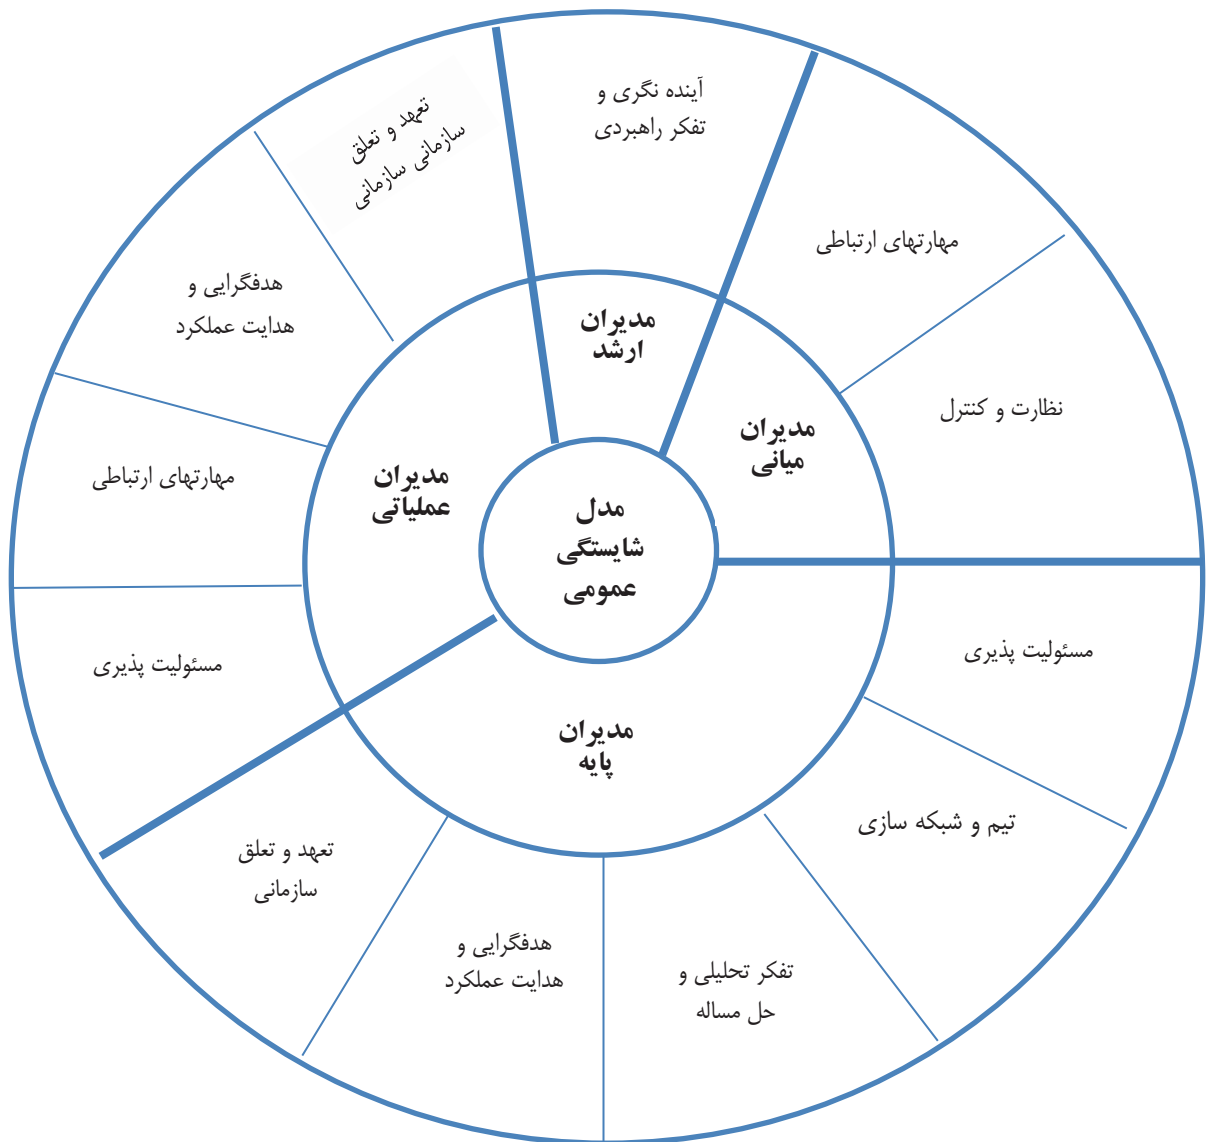 آینده نگری و
تفکر راهبردی
تعهد و تعلق
سازمانی سازمانی
مهارتهای ارتباطی
هدفگرایی و
هدایت عملکرد
مدیران
ارشد
نظارت و کنترل
مدیران
میانی
مدیران
عملیاتی
مهارتهای ارتباطی
مدل
شایستگی
عمومی
مسئولیت پذیری
مسئولیت پذیری
مدیران
پایه
تیم و شبکه سازی
تعهد و تعلق
سازمانی
هدفگرایی و
هدایت عملکرد
تفکر تحلیلی و
حل مساله